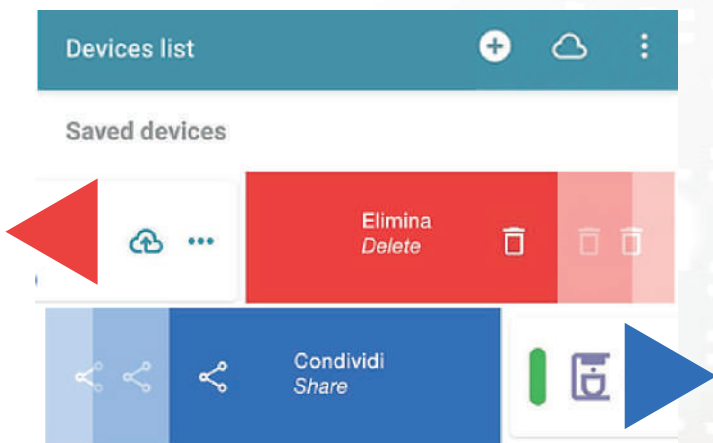 Devices list
Saved devices
Elimina
Delete
Condividi
Share